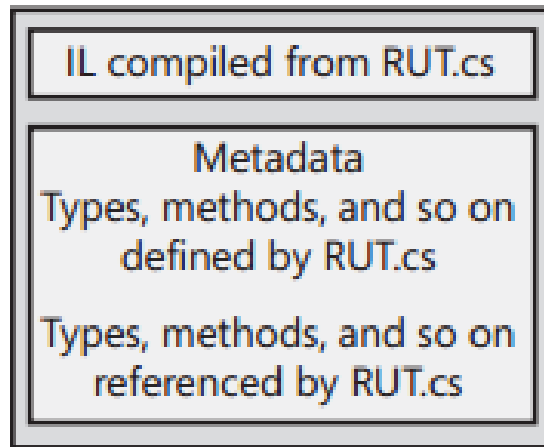 IL compiled from RUT.cs
Metadata
Types, methods, and so on
defined by RUT.cs
Types, methods, and so on
referenced by RUT.cs